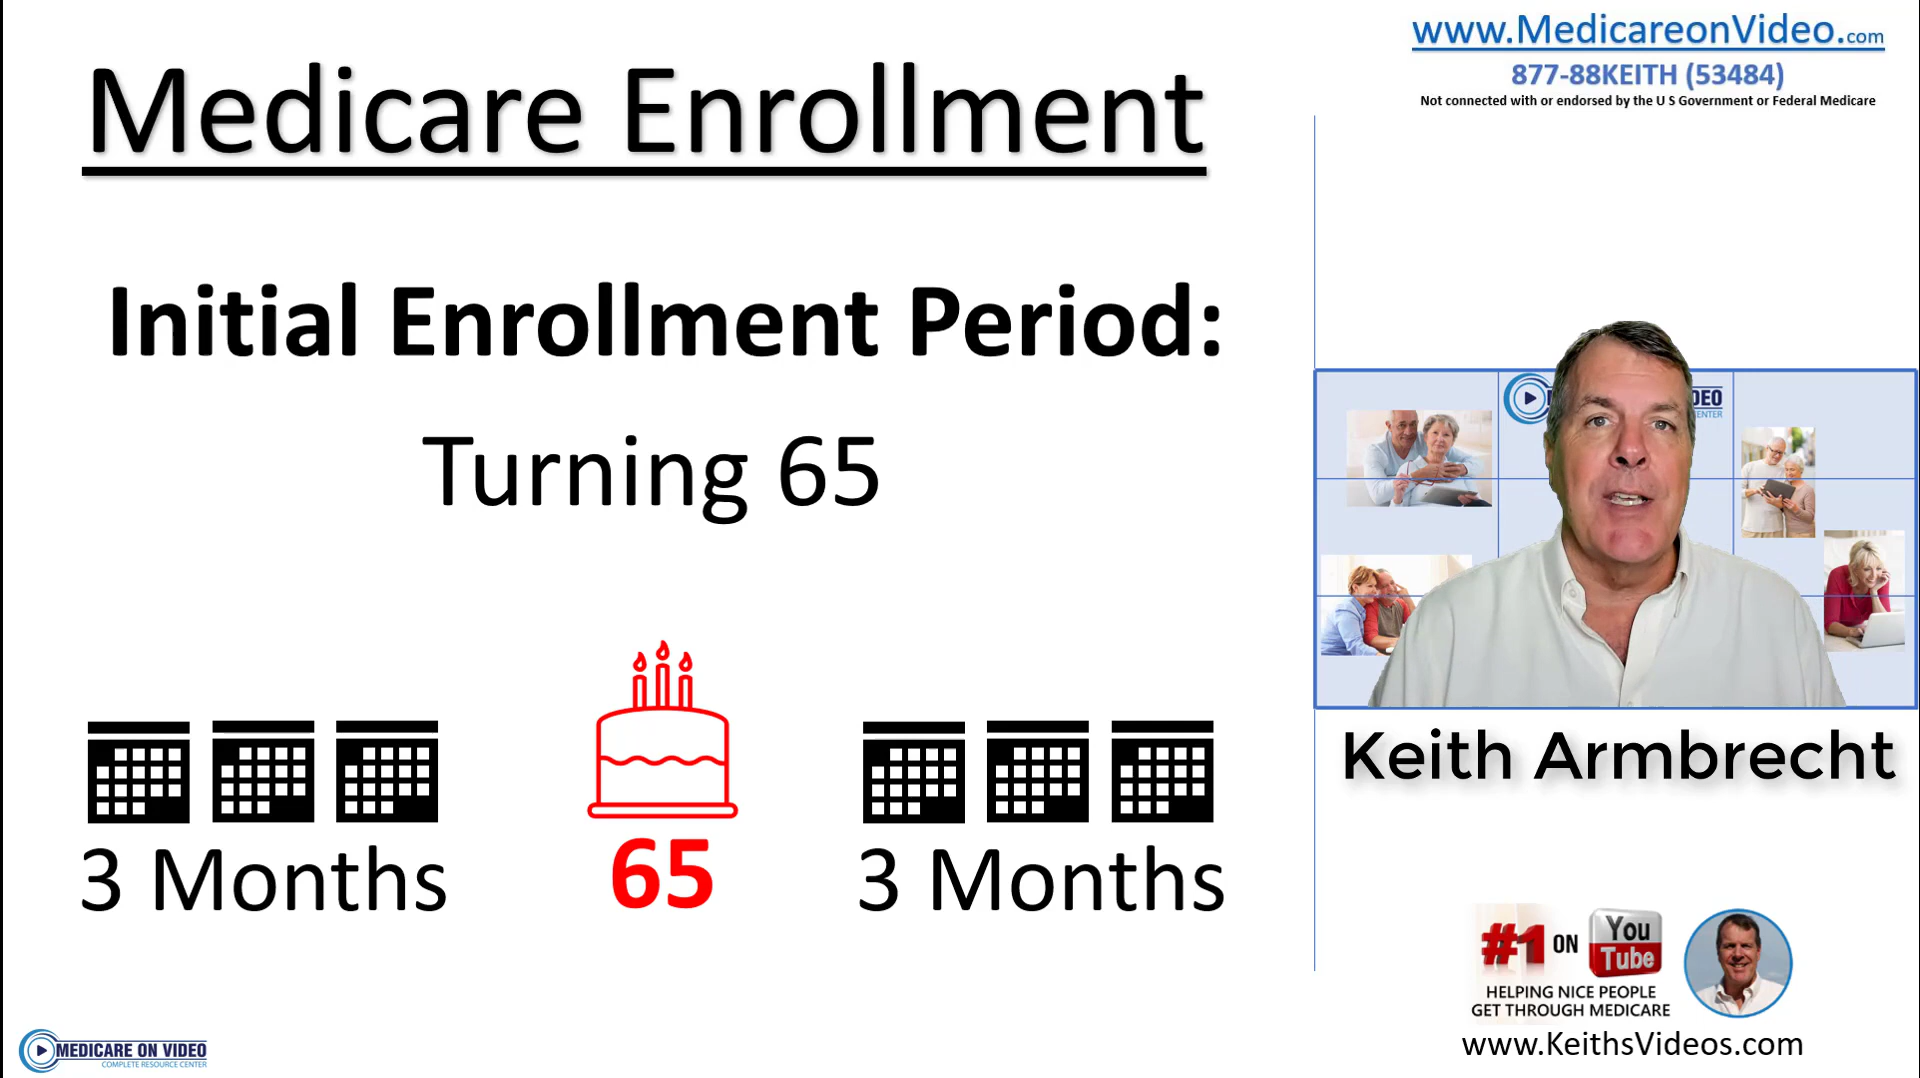 Medicare Enrollment
Initial Enrollment Period:
Turning 65
3 Months
65
3 Months
MEDICARE ON VIDEO
COMPLETE RESOURCE CENTER
www.MedicareonVideo.com
877-88KEITH (53484)
Not connected with or endorsed by the U S Government or Federal Medicare
Keith Armbrecht
#1 ON You Tube
HELPING NICE PEOPLE
GET THROUGH MEDICARE
www.KeithsVideos.com